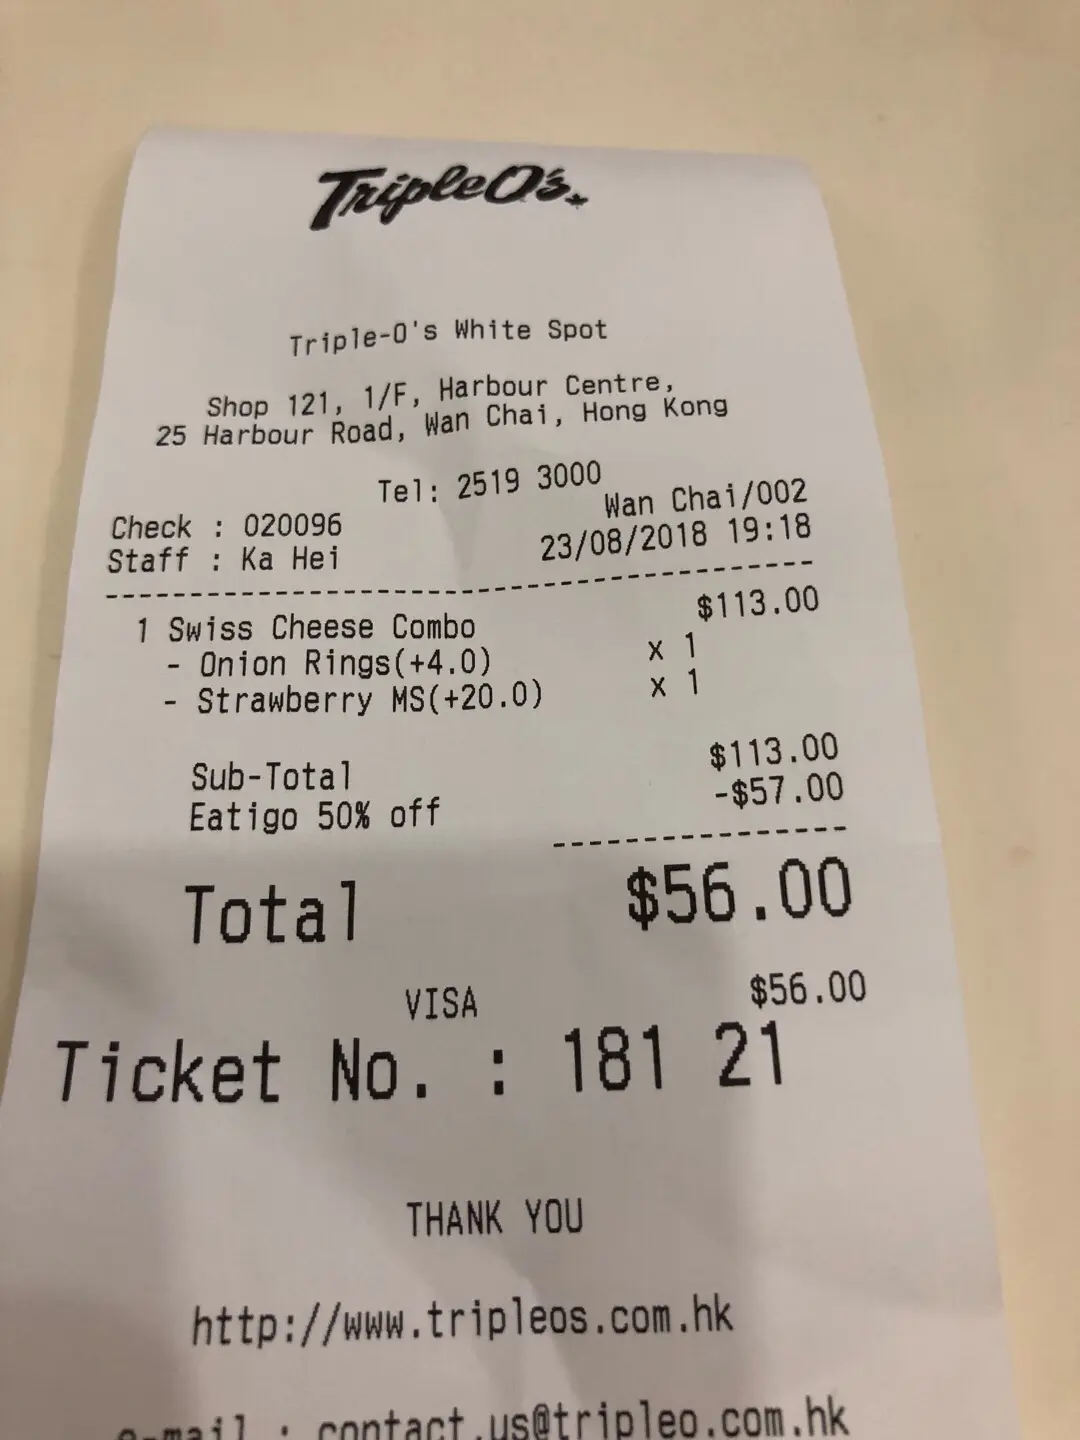 Triple O's
Triple-O's White Spot
Shop 121, 1/F, Harbour Centre,
25 Harbour Road, Wan Chai, Hong Kong
Tel: 2519 3000
Wan Chai/002
Check : 020096
23/08/2018 19:18
Staff : Ka Hei
1 Swiss Cheese Combo $113.00
- Onion Rings(+4.0) x 1
- Strawberry MS(+20.0) x 1
Sub-Total $113.00
Eatigo 50% off -$57.00
Total $56.00
VISA $56.00
Ticket No. : 181 21
THANK YOU
http://www.tripleos.com.hk
e-mail : contact.us@tripleo.com.hk